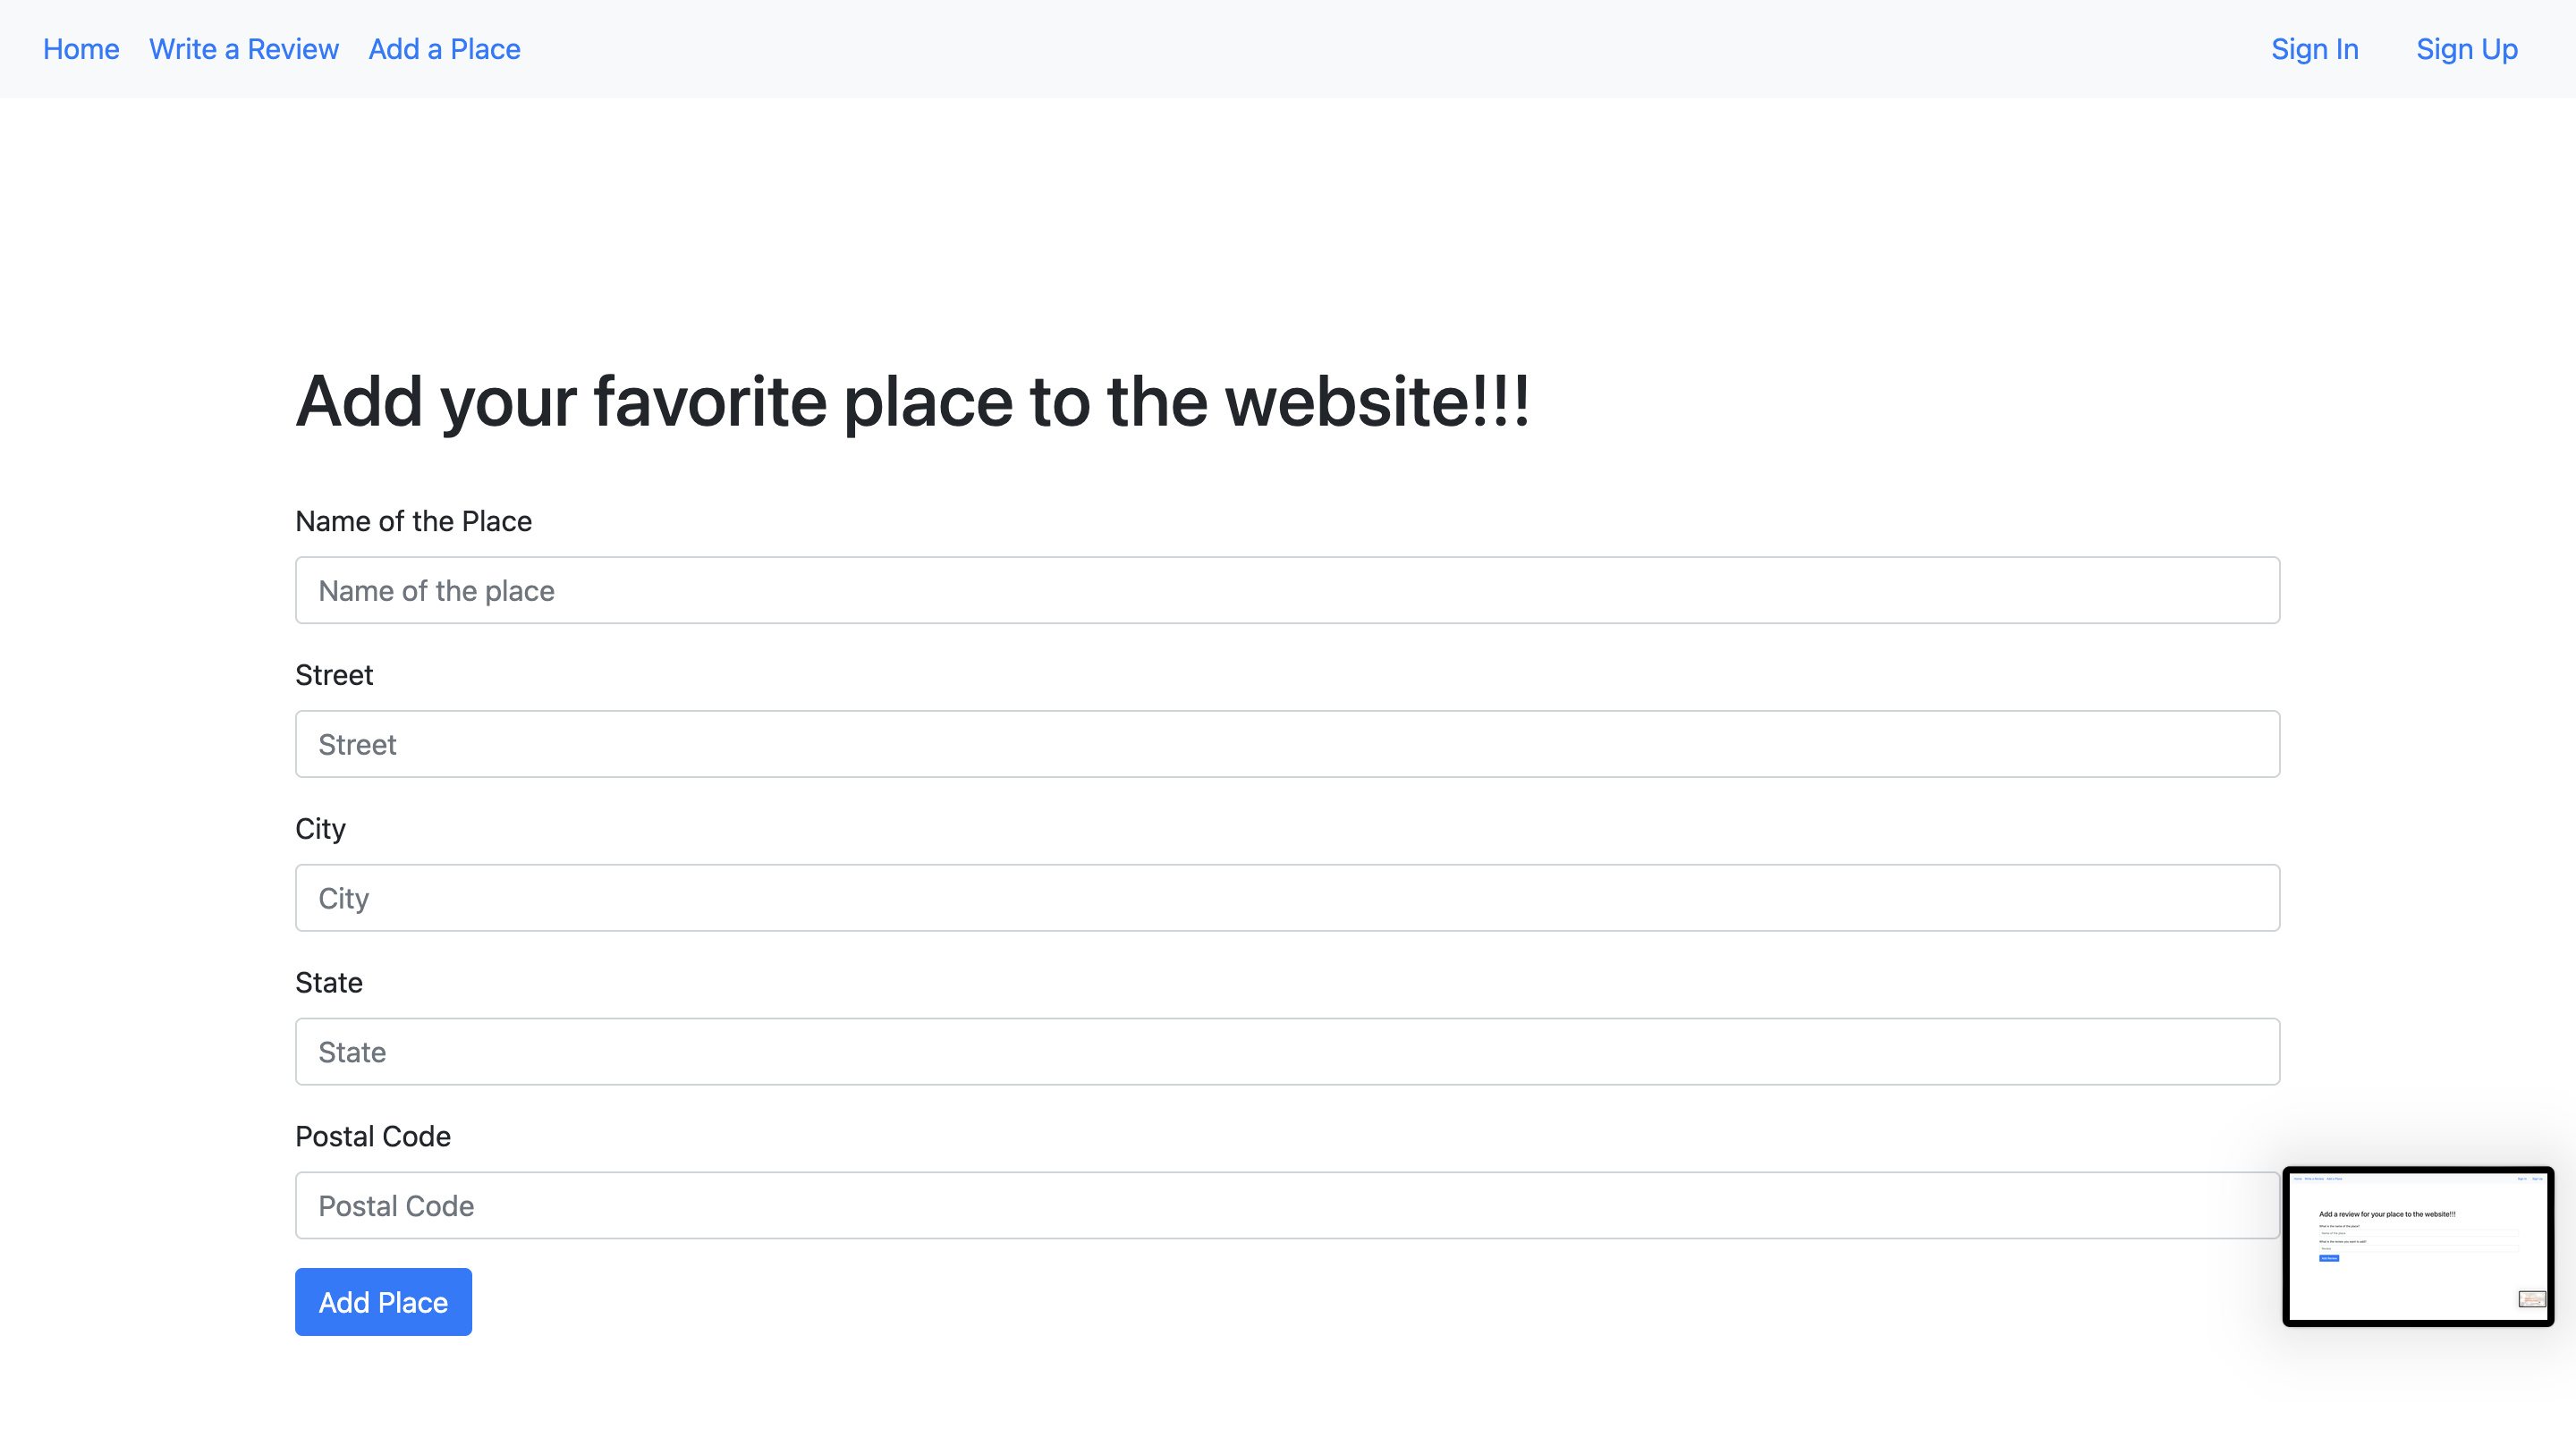 Home Write a Review Add a Place Sign In Sign Up
Add your favorite place to the website!!!
Name of the Place
Name of the place
Street
Street
City
City
State
State
Postal Code
Postal Code
Add Place
Add a review for your place to the website!!!